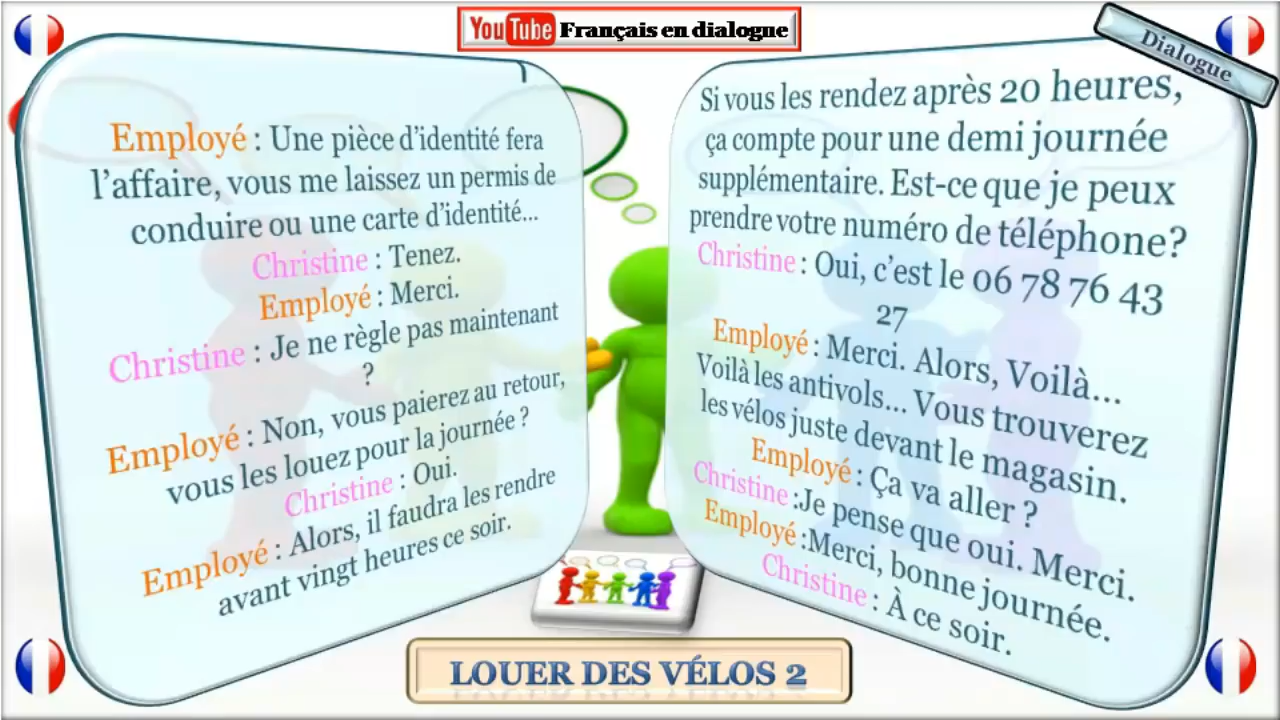 YouTube Français en dialogue
Dialogue
Employé : Une pièce d'identité fera
l'affaire, vous me laissez un permis de
conduire ou une carte d'identité...
Christine : Tenez.
Employé : Merci.
Christine : Je ne règle pas maintenant
?
Employé : Non, vous paierez au retour,
vous les louez pour la journée ?
Christine : Oui.
Employé : Alors, il faudra les rendre
avant vingt heures ce soir.
Si vous les rendez après 20 heures,
ça compte pour une demi journée
supplémentaire. Est-ce que je peux
prendre votre numéro de téléphone?
Christine : Oui, c'est le 06 78 76 43
27
Employé : Merci. Alors, Voilà...
Voilà les antivols... Vous trouverez
les vélos juste devant le magasin.
Employé : Ça va aller ?
Christine :Je pense que oui. Merci.
Employé :Merci, bonne journée.
Christine : À ce soir.
LOUER DES VÉLOS 2